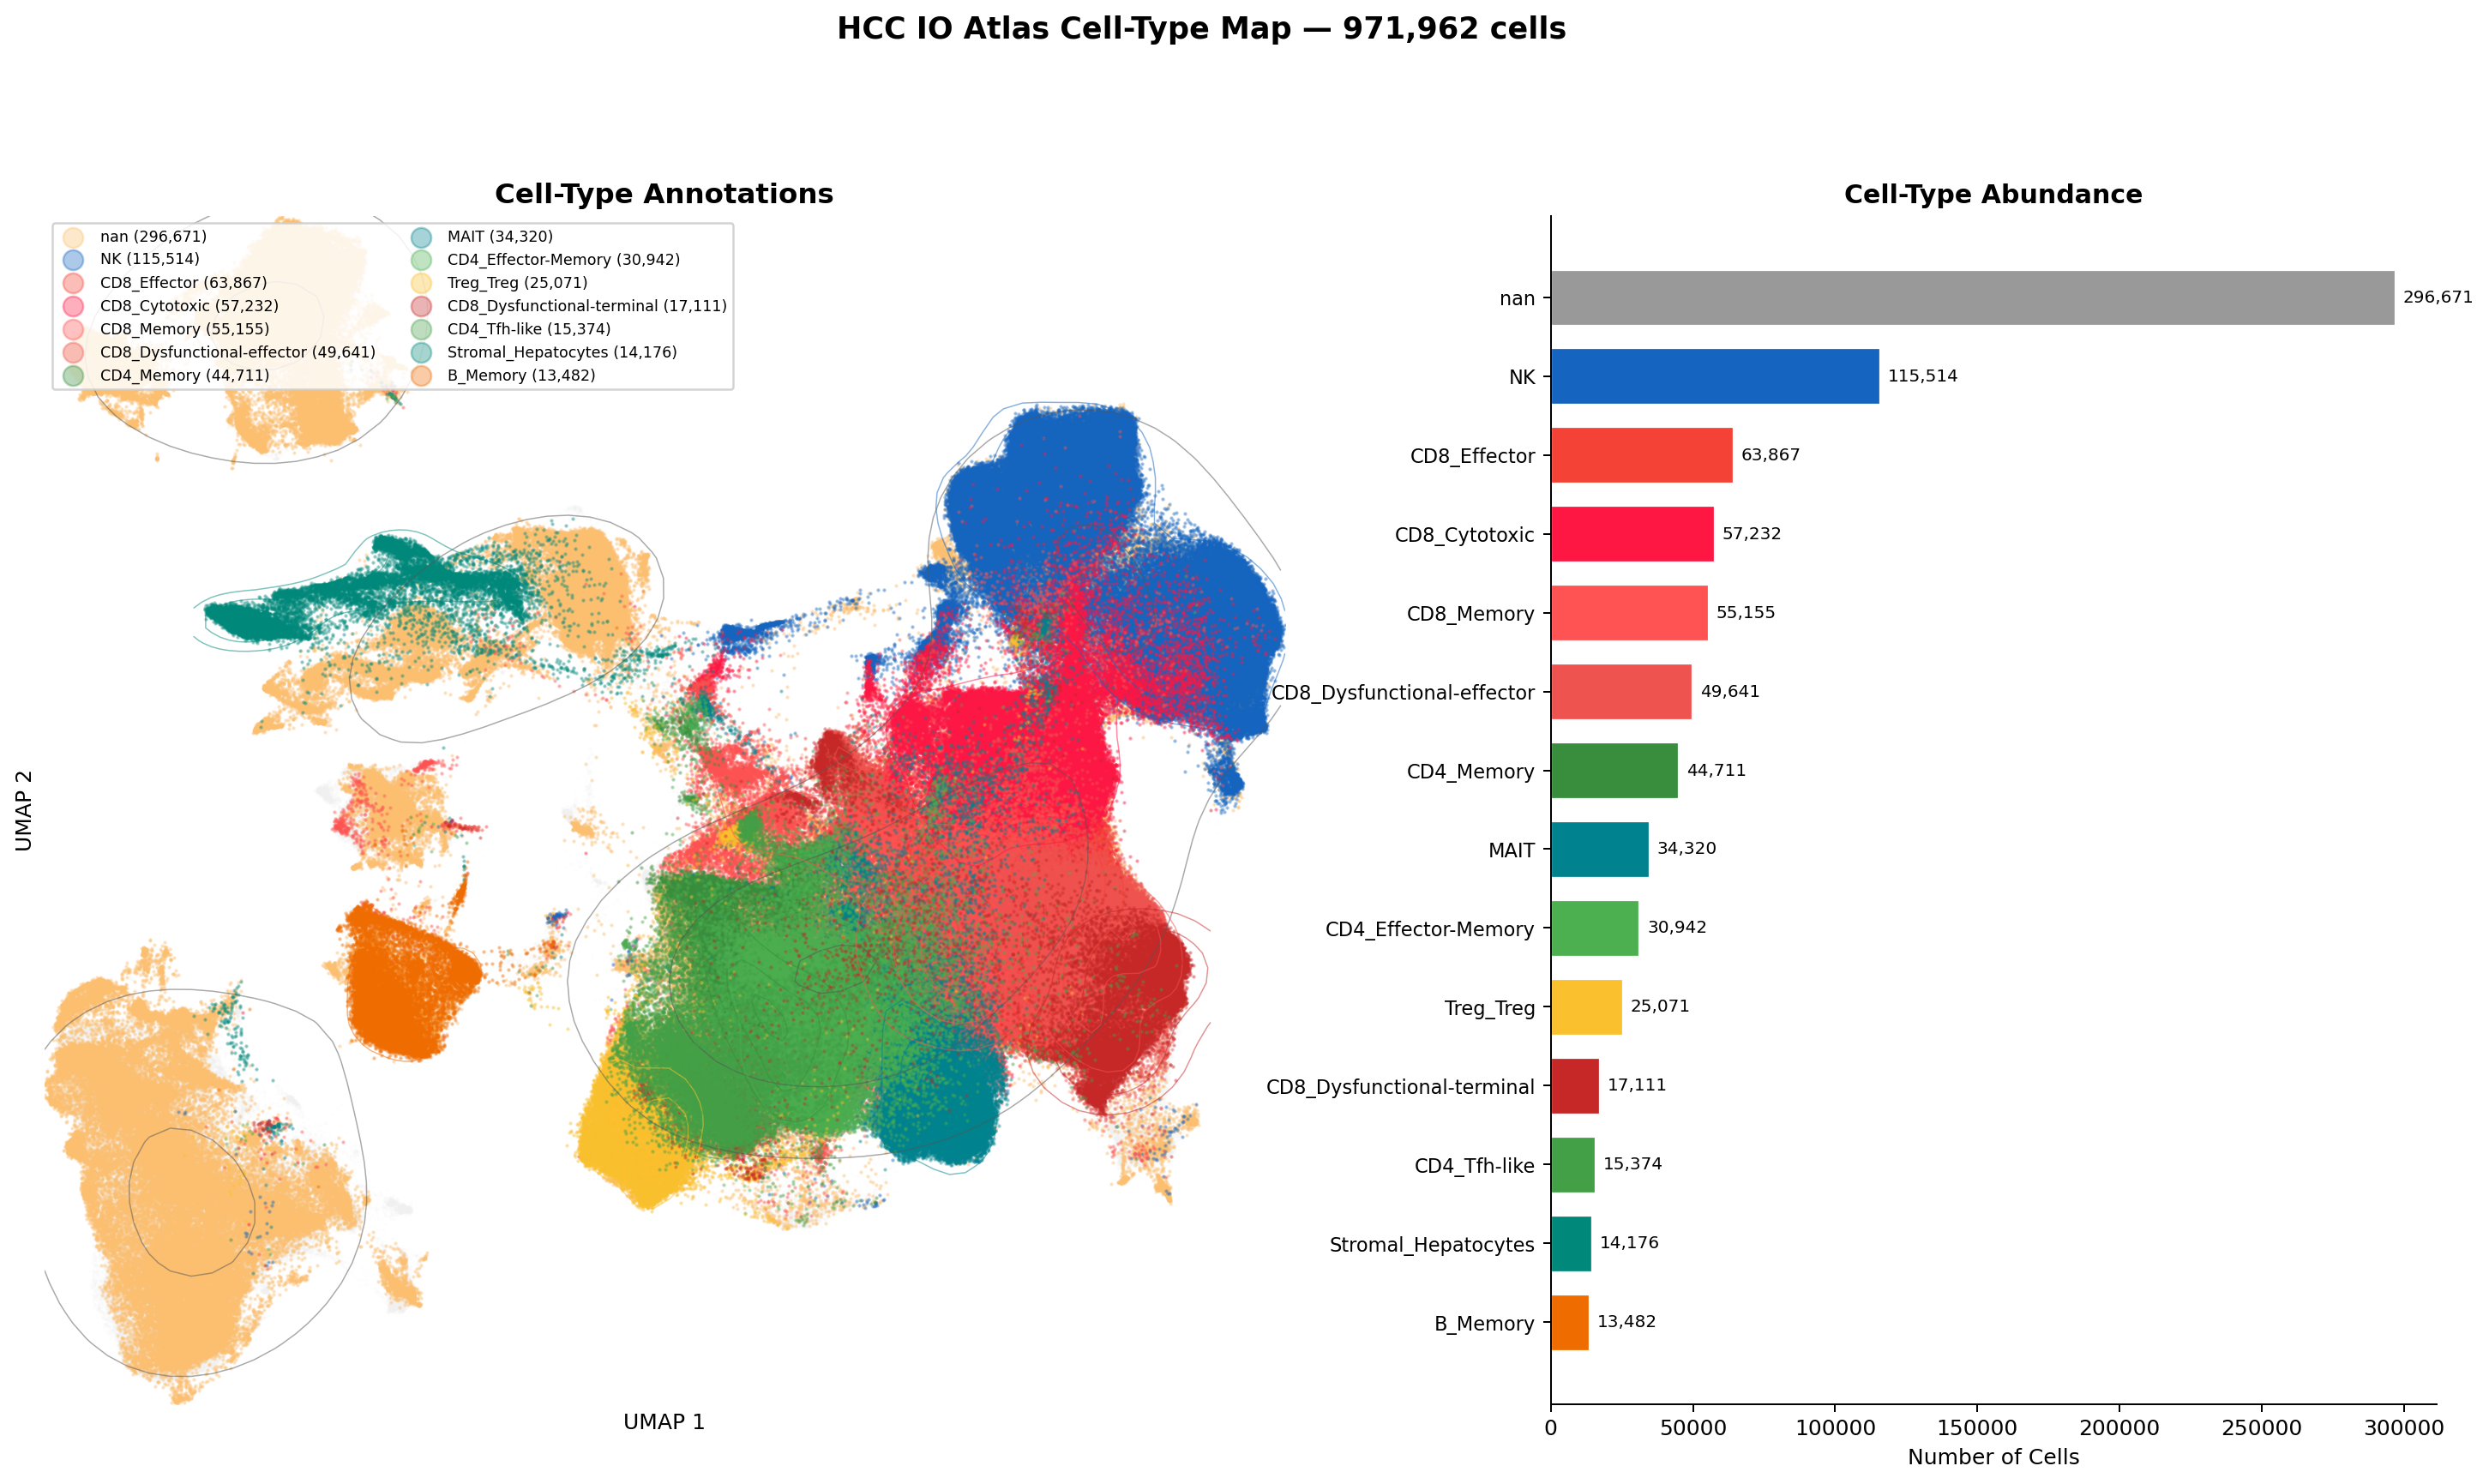 HCC IO Atlas Cell-Type Map — 971,962 cells
Cell-Type Annotations
nan (296,671)
NK (115,514)
CD8_Effector (63,867)
CD8_Cytotoxic (57,232)
CD8_Memory (55,155)
CD8_Dysfunctional-effector (49,641)
CD4_Memory (44,711)
MAIT (34,320)
CD4_Effector-Memory (30,942)
Treg_Treg (25,071)
CD8_Dysfunctional-terminal (17,111)
CD4_Tfh-like (15,374)
Stromal_Hepatocytes (14,176)
B_Memory (13,482)
UMAP 2
UMAP 1
Cell-Type Abundance
nan 296,671
NK 115,514
CD8_Effector 63,867
CD8_Cytotoxic 57,232
CD8_Memory 55,155
CD8_Dysfunctional-effector 49,641
CD4_Memory 44,711
MAIT 34,320
CD4_Effector-Memory 30,942
Treg_Treg 25,071
CD8_Dysfunctional-terminal 17,111
CD4_Tfh-like 15,374
Stromal_Hepatocytes 14,176
B_Memory 13,482
0 50000 100000 150000 200000 250000 300000
Number of Cells